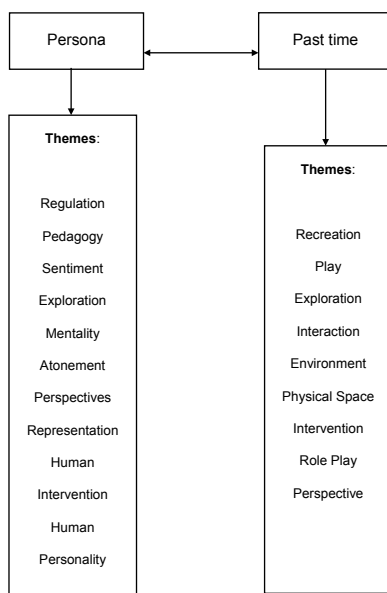 Persona
Past time
Themes:
Regulation
Pedagogy
Sentiment
Exploration
Mentality
Atonement
Perspectives
Representation
Human
Intervention
Human
Personality
Themes:
Recreation
Play
Exploration
Interaction
Environment
Physical Space
Intervention
Role Play
Perspective